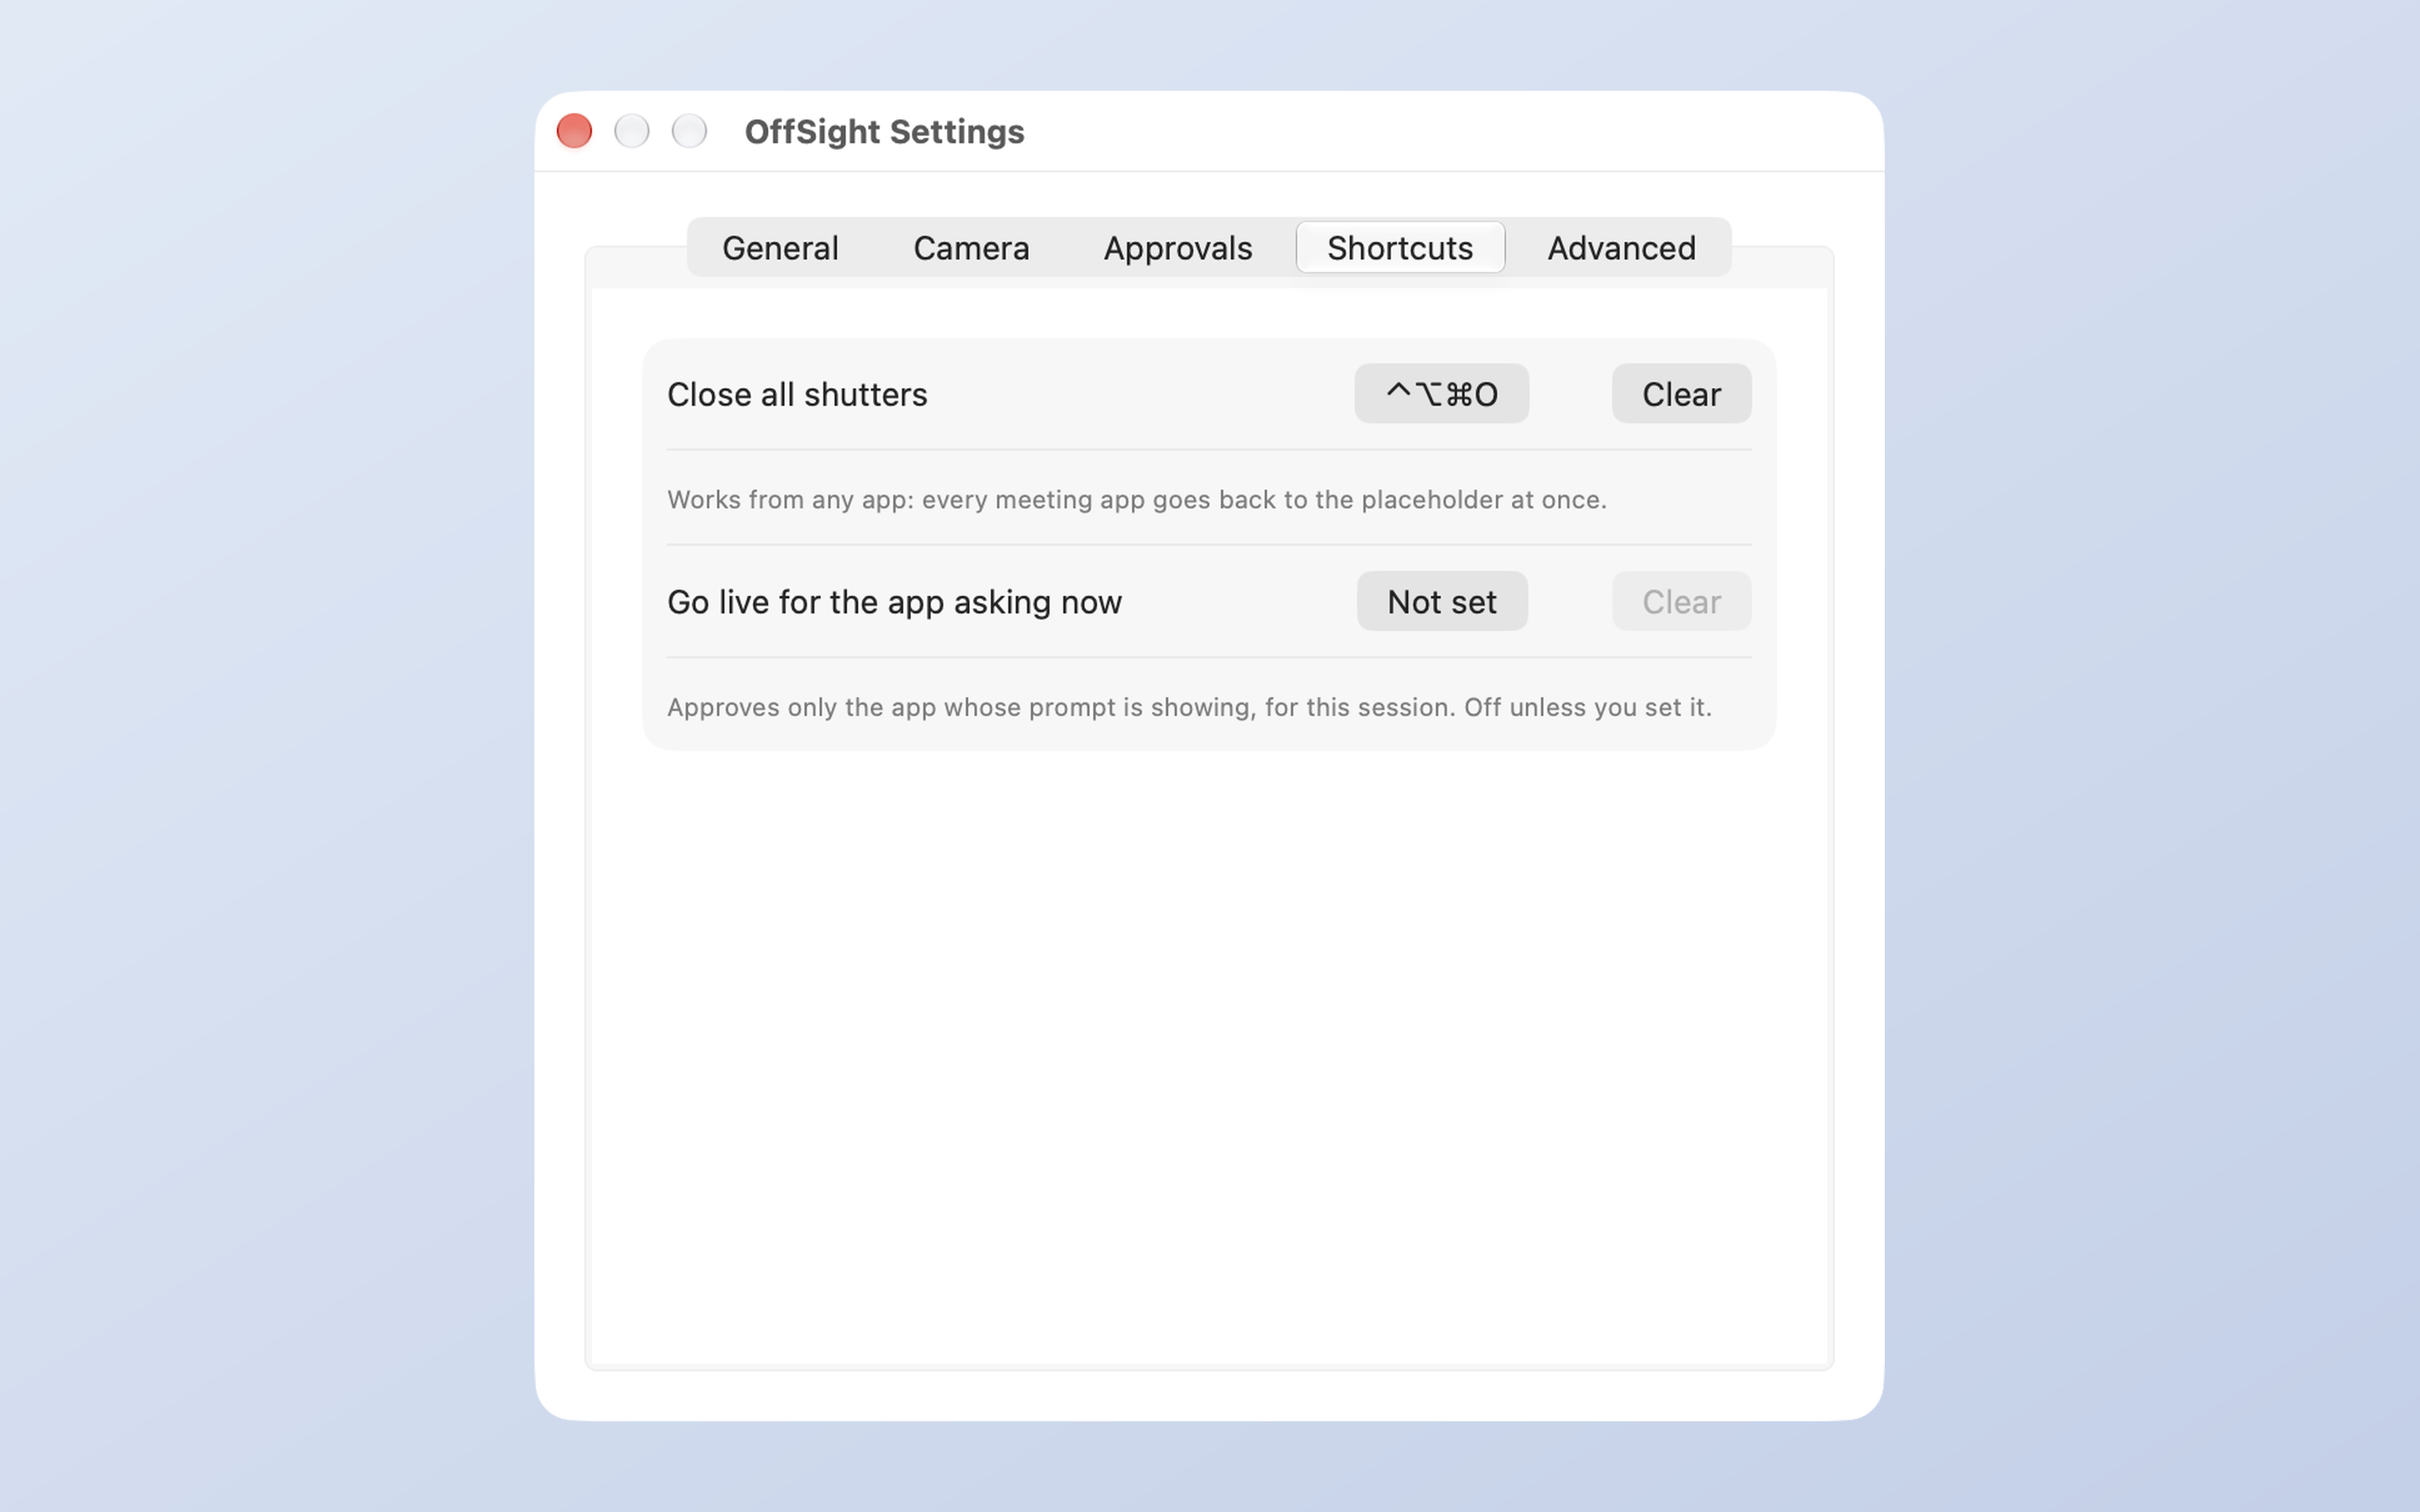 OffSight Settings
General Camera Approvals Shortcuts Advanced
Close all shutters ⌃⌥⌘O Clear
Works from any app: every meeting app goes back to the placeholder at once.
Go live for the app asking now Not set Clear
Approves only the app whose prompt is showing, for this session. Off unless you set it.